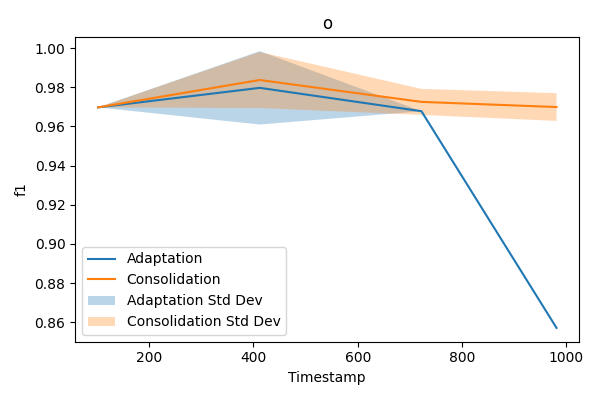 o
1.00
0.98
0.96
0.94
0.92
0.90
0.88
0.86
f1
Adaptation
Consolidation
Adaptation Std Dev
Consolidation Std Dev
200 400 600 800 1000
Timestamp